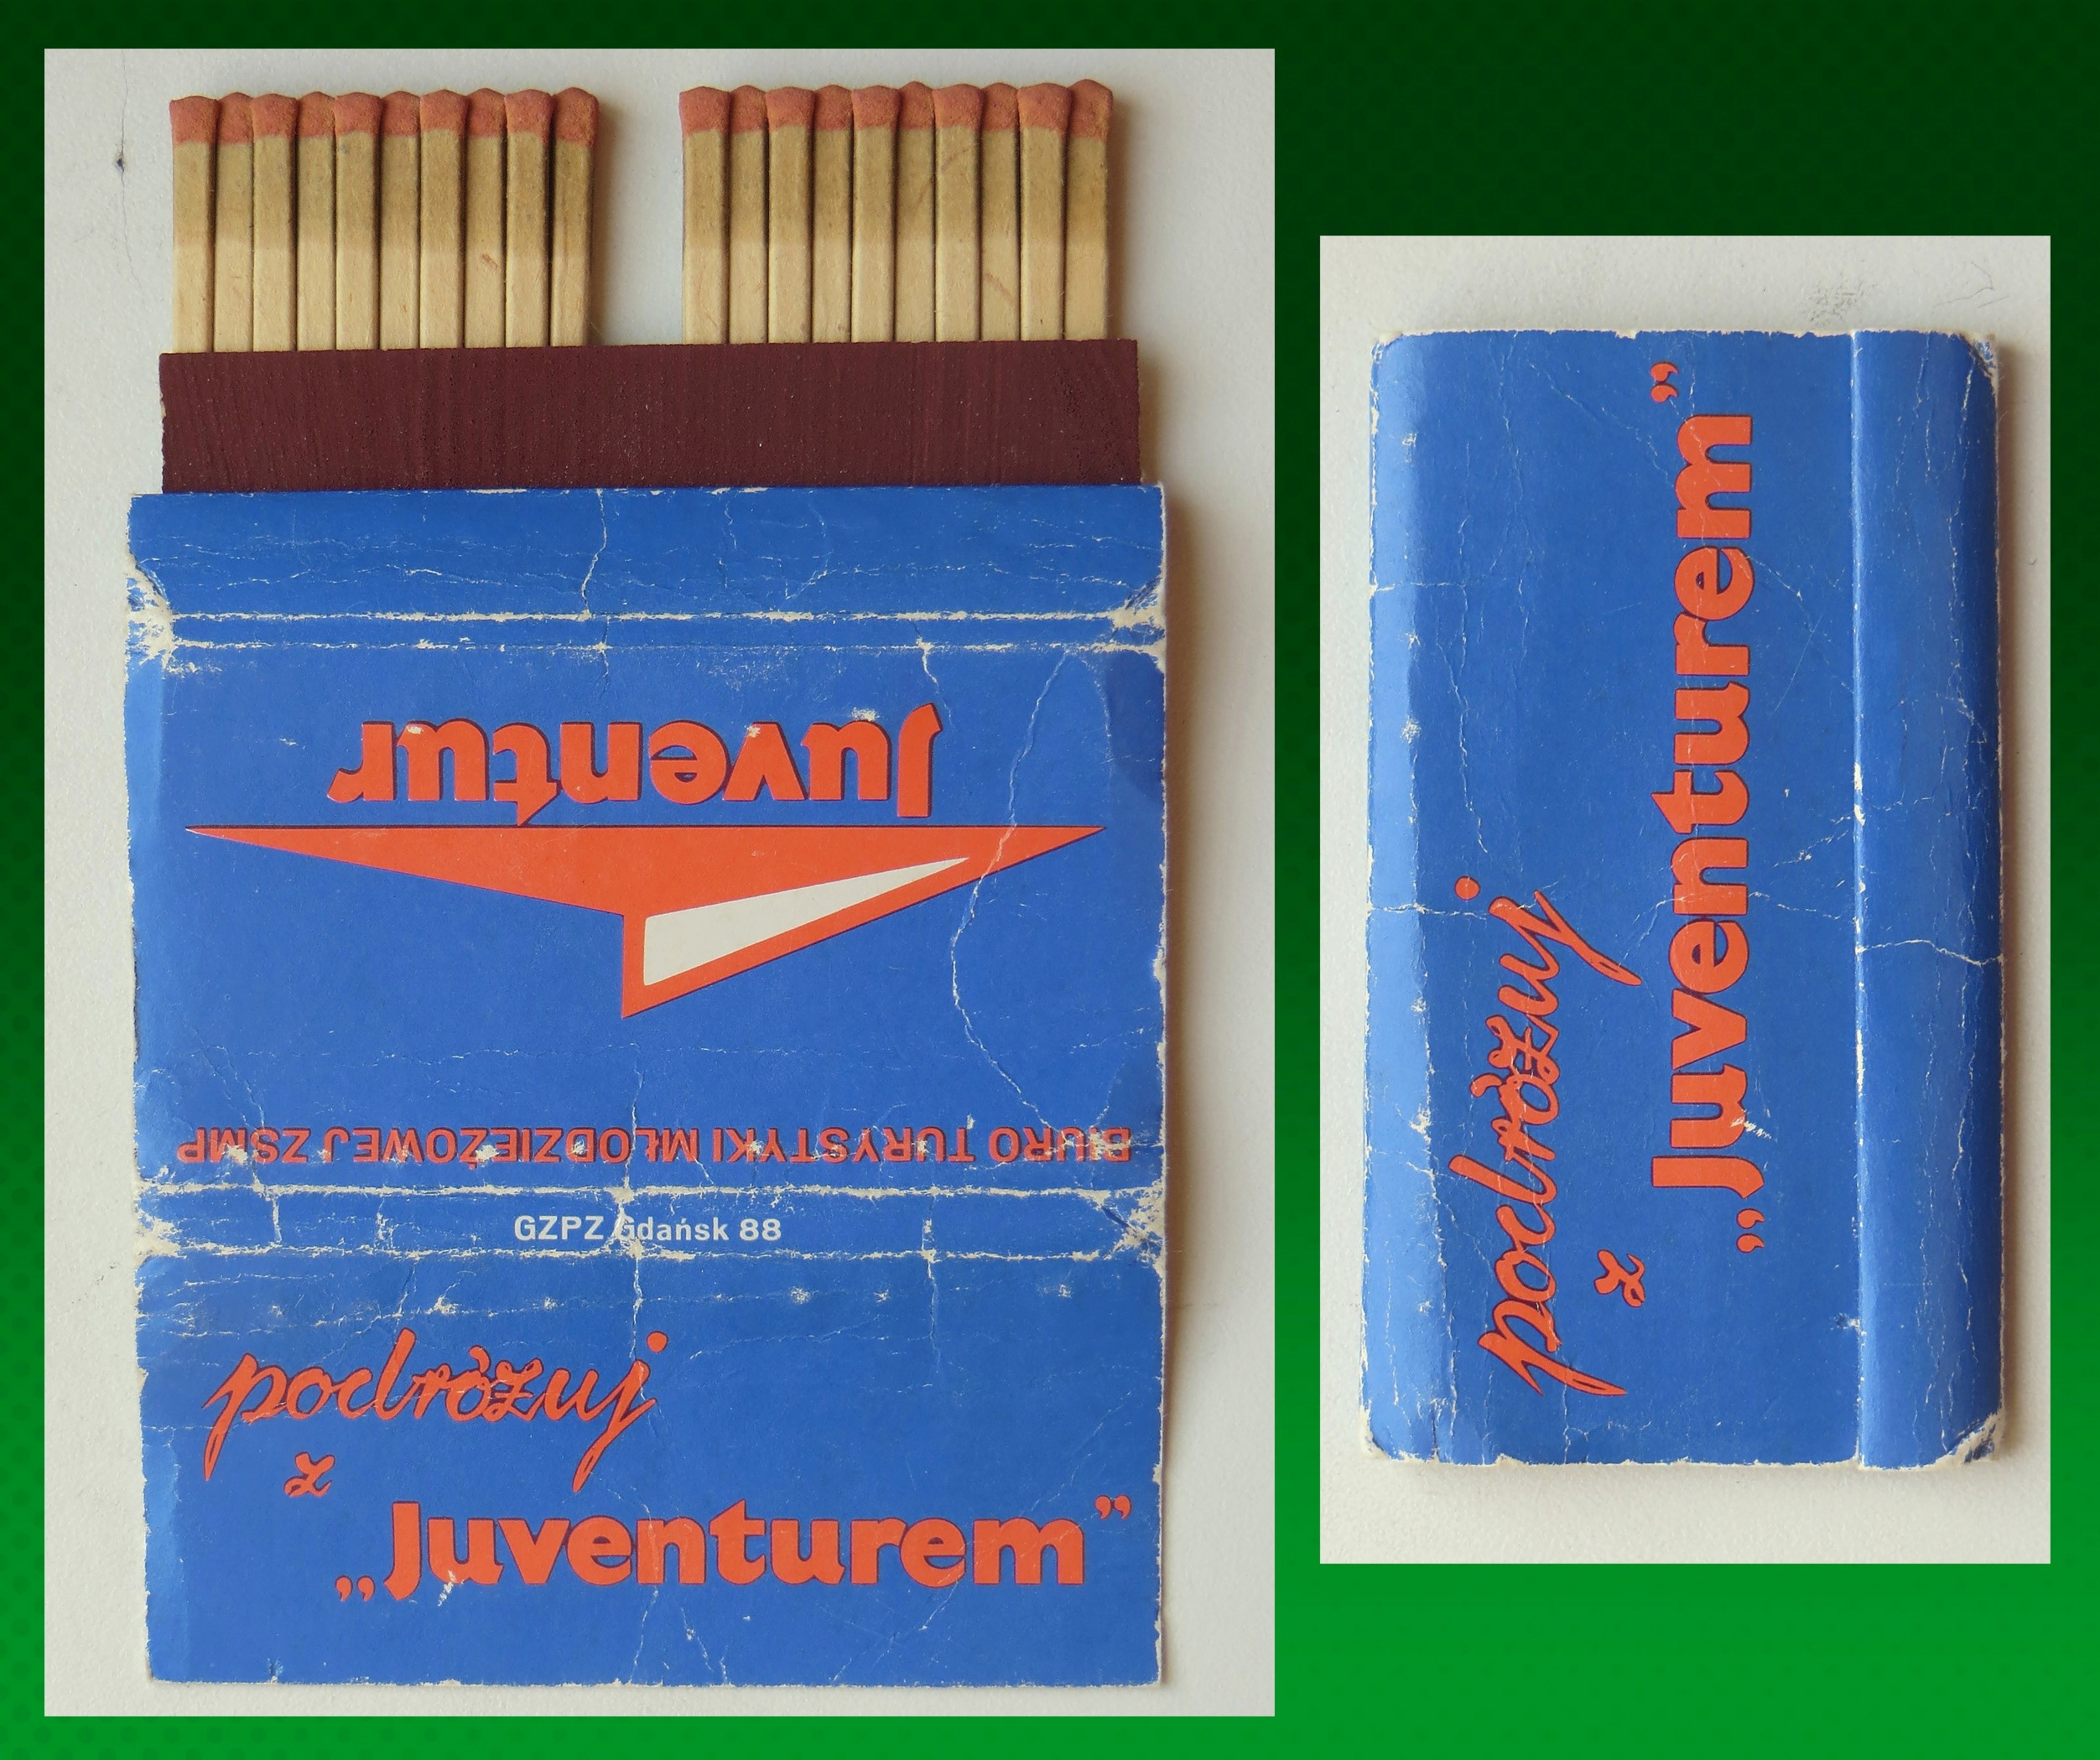 Juventur
BIURO TURYSTYKI MŁODZIEŻOWEJ ZSMP
GZPZ Gdańsk 88
podróżuj
z
„Juventurem”
podróżuj
z
„Juventurem”